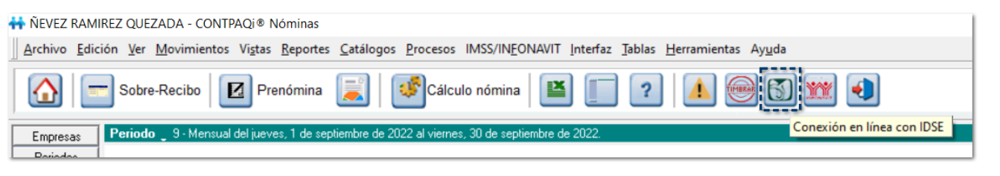 ÑEVEZ RAMIREZ QUEZADA - CONTPAQi® Nóminas
Archivo Edición Ver Movimientos Vistas Reportes Catálogos Procesos IMSS/INFONAVIT Interfaz Tablas Herramientas Ayuda
Sobre-Recibo Prenómina Cálculo nómina ? TIMBRAR
Conexión en línea con IDSE
Empresas Periodo 9 - Mensual del jueves, 1 de septiembre de 2022 al viernes, 30 de septiembre de 2022.
Periodos